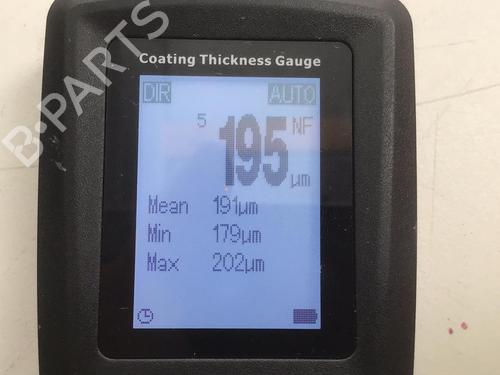 Coating Thickness Gauge
DIR AUTO
5 195 NF
µm
Mean 191µm
Min 179µm
Max 202µm
B-PARTS